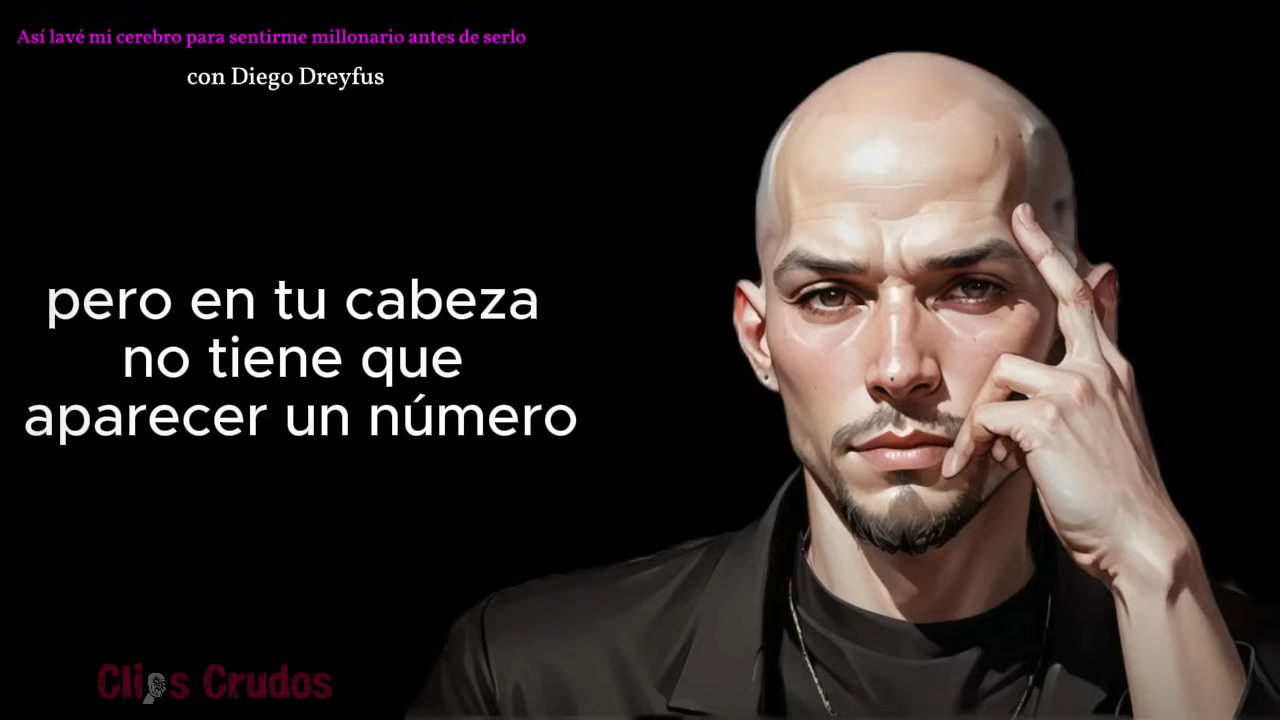 Así lavé mi cerebro para sentirme millonario antes de serlo
con Diego Dreyfus
pero en tu cabeza
no tiene que
aparecer un número
Clips Crudos